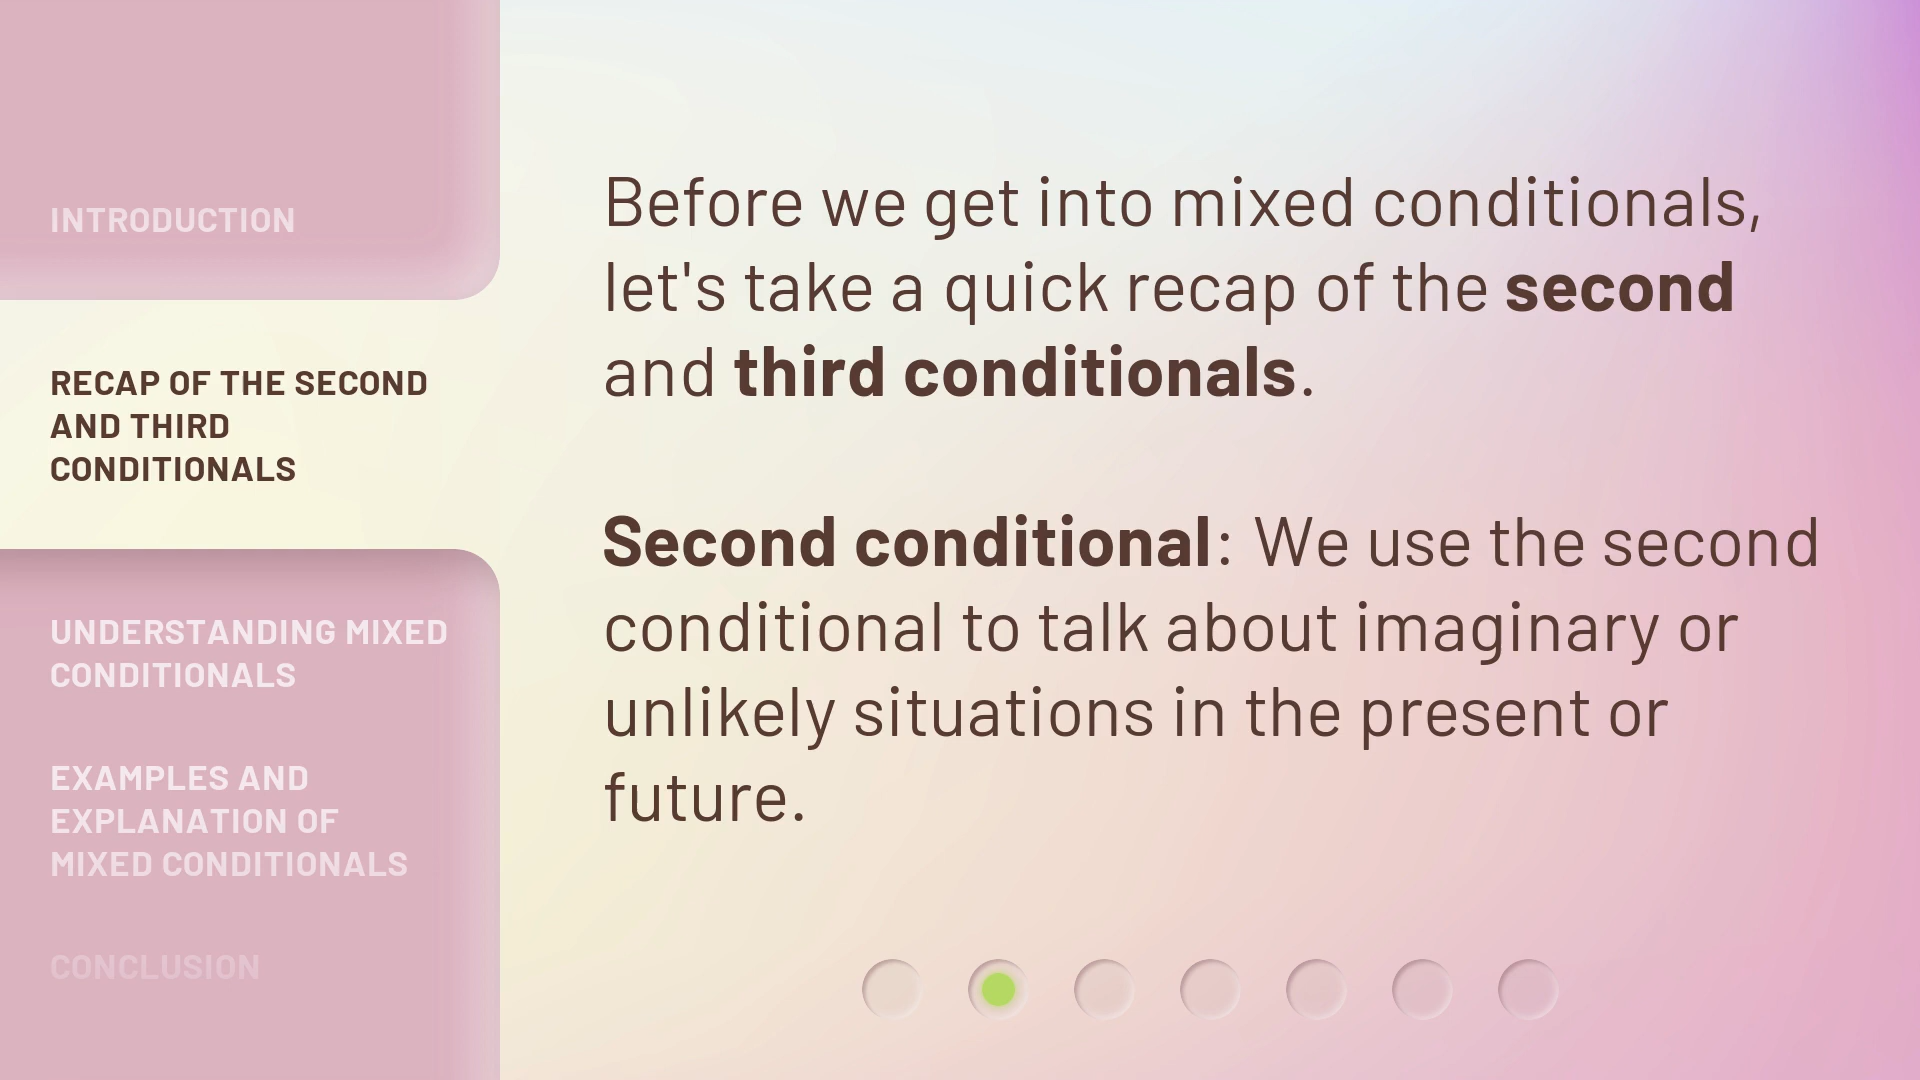 INTRODUCTION
RECAP OF THE SECOND
AND THIRD
CONDITIONALS
UNDERSTANDING MIXED
CONDITIONALS
EXAMPLES AND
EXPLANATION OF
MIXED CONDITIONALS
CONCLUSION
Before we get into mixed conditionals,
let's take a quick recap of the second
and third conditionals.
Second conditional: We use the second
conditional to talk about imaginary or
unlikely situations in the present or
future.